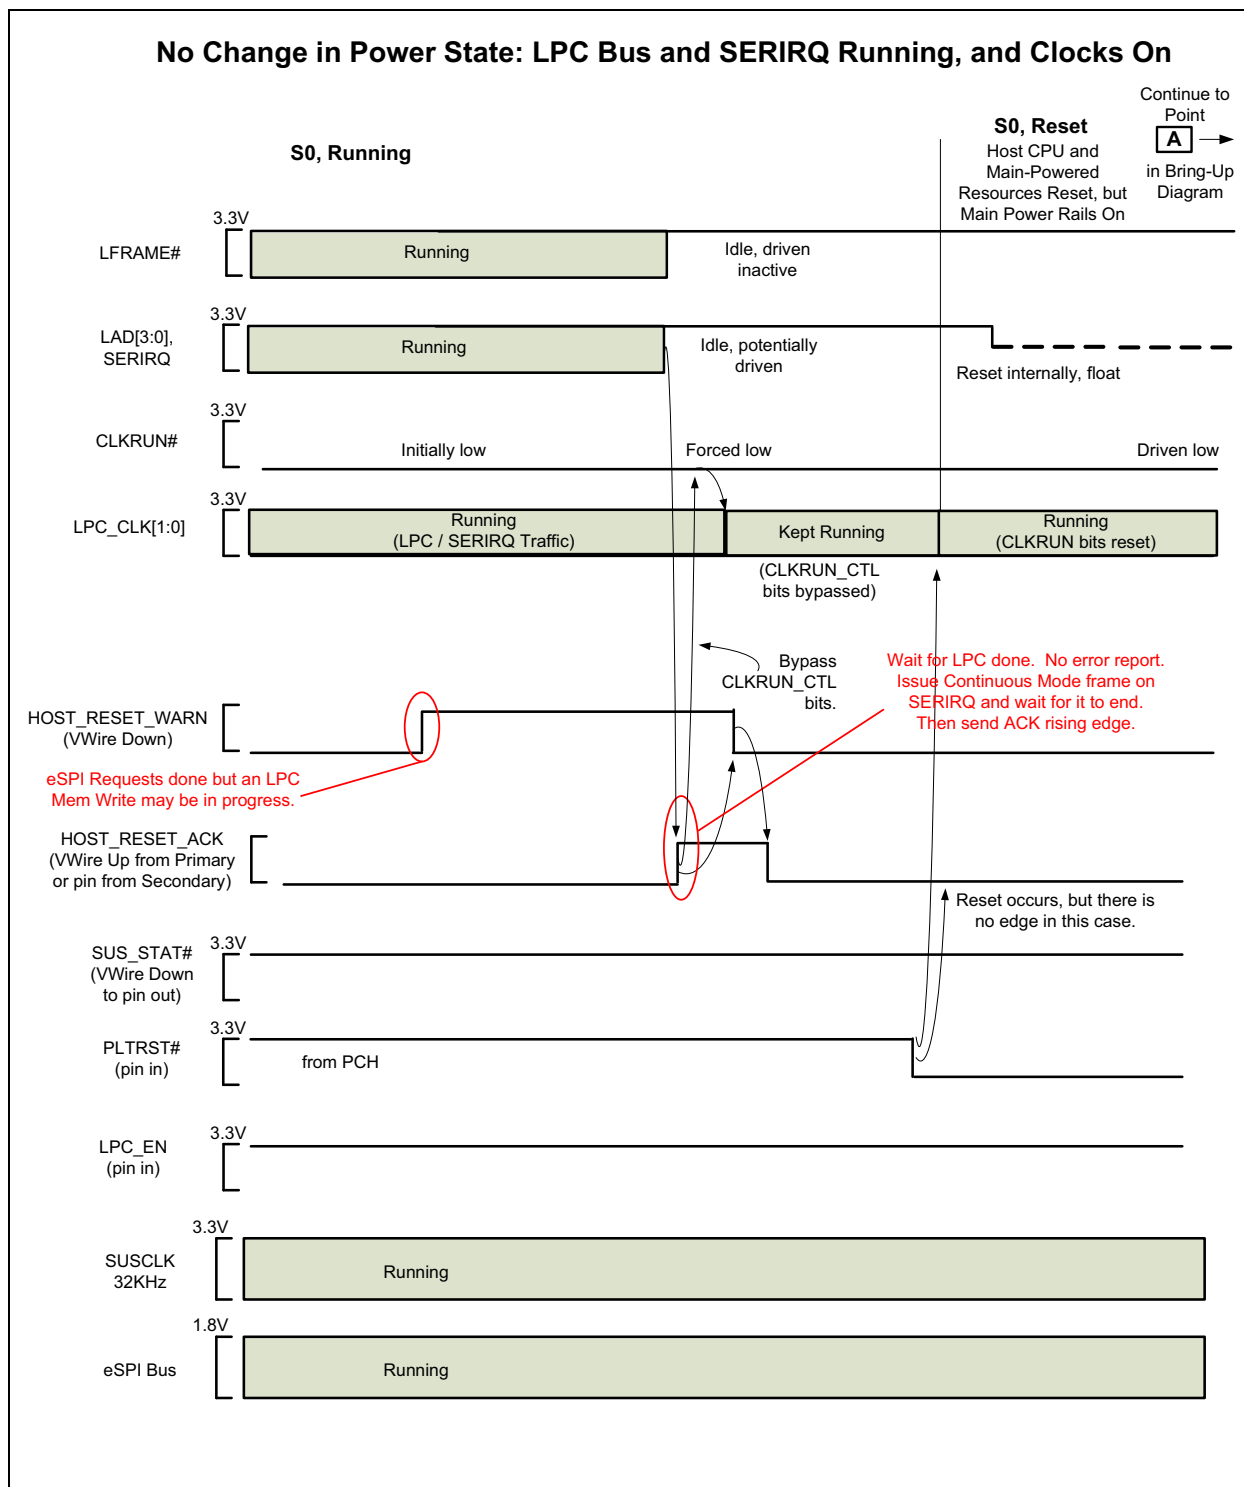 No Change in Power State: LPC Bus and SERIRQ Running, and Clocks On
Continue to
Point
A
in Bring-Up
Diagram
S0, Running
S0, Reset
Host CPU and
Main-Powered
Resources Reset, but
Main Power Rails On
3.3V
LFRAME#
Running
Idle, driven
inactive
3.3V
LAD[3:0],
SERIRQ
Running
Idle, potentially
driven
Reset internally, float
3.3V
CLKRUN#
Initially low
Forced low
Driven low
3.3V
LPC_CLK[1:0]
Running
(LPC / SERIRQ Traffic)
Kept Running
Running
(CLKRUN bits reset)
(CLKRUN_CTL
bits bypassed)
Bypass
CLKRUN_CTL
bits.
Wait for LPC done.  No error report.
Issue Continuous Mode frame on
SERIRQ and wait for it to end.
Then send ACK rising edge.
HOST_RESET_WARN
(VWire Down)
eSPI Requests done but an LPC
Mem Write may be in progress.
HOST_RESET_ACK
(VWire Up from Primary
or pin from Secondary)
Reset occurs, but there is
no edge in this case.
3.3V
SUS_STAT#
(VWire Down
to pin out)
3.3V
PLTRST#
(pin in)
from PCH
3.3V
LPC_EN
(pin in)
3.3V
SUSCLK
32KHz
Running
1.8V
eSPI Bus
Running